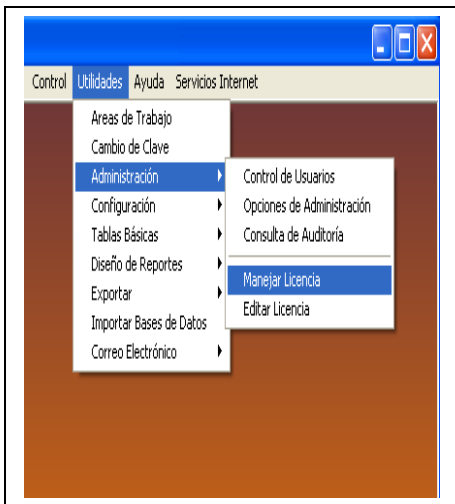 Control Utilidades Ayuda Servicios Internet
Areas de Trabajo
Cambio de Clave
Administración
Configuración
Tablas Básicas
Diseño de Reportes
Exportar
Importar Bases de Datos
Correo Electrónico
Control de Usuarios
Opciones de Administración
Consulta de Auditoría
Manejar Licencia
Editar Licencia